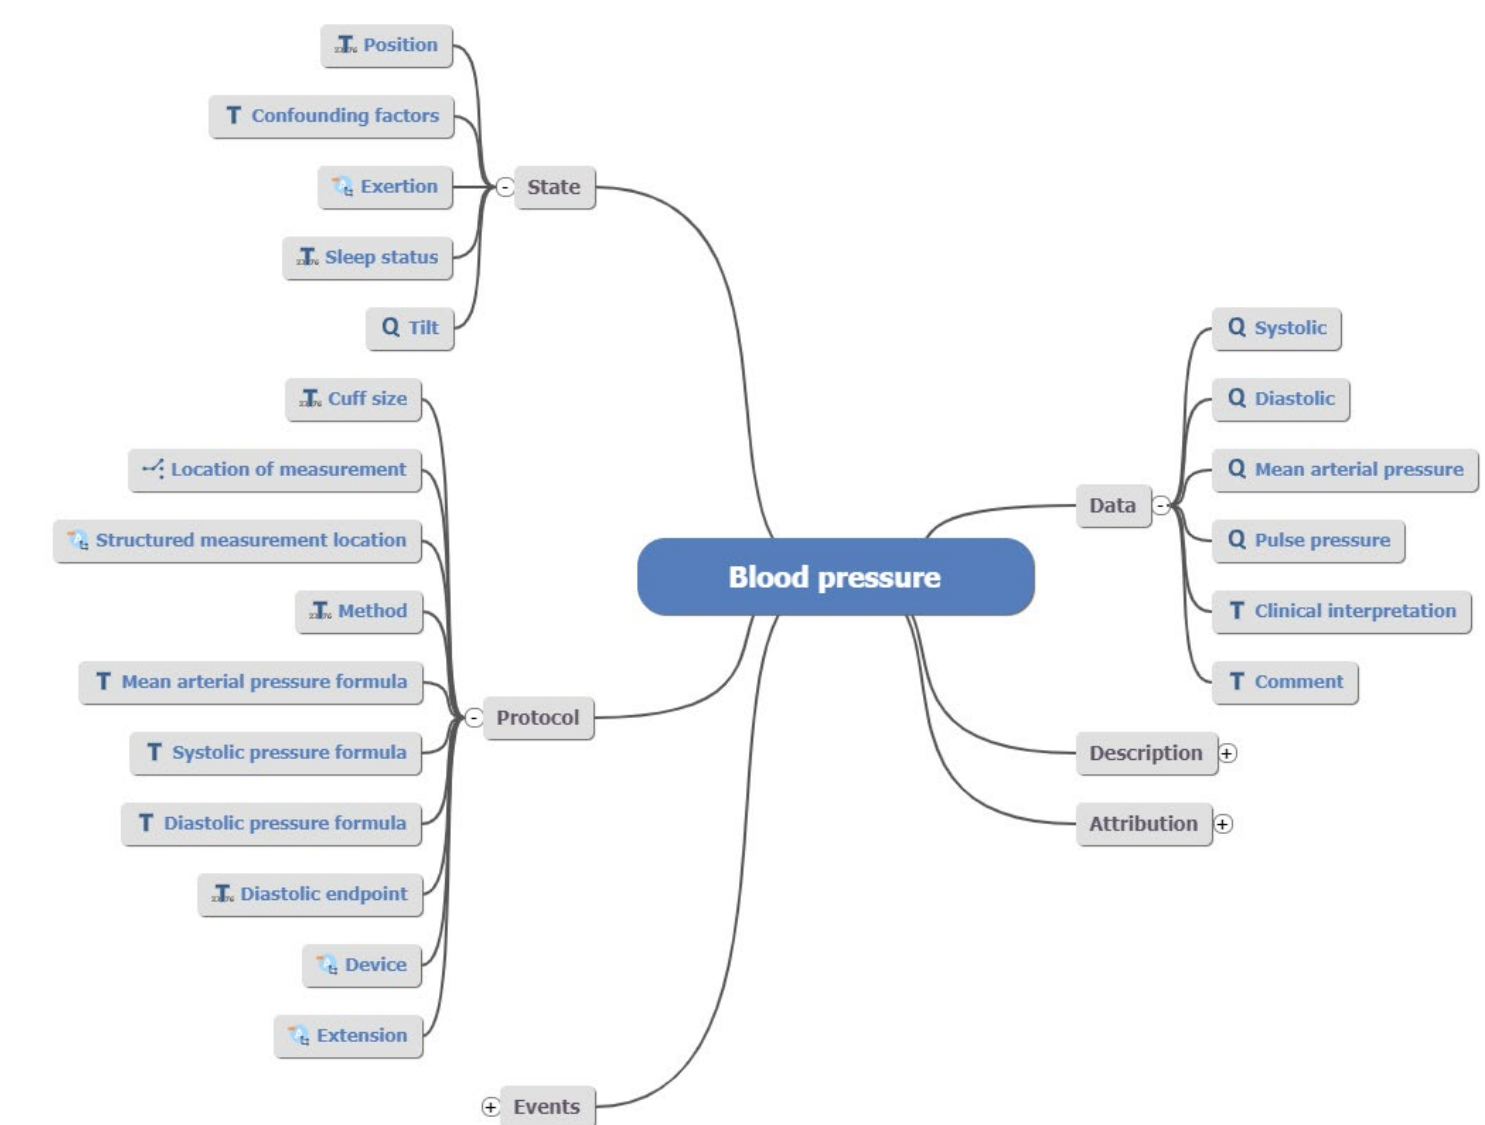 Position
T Confounding factors
Exertion
- State
Sleep status
Q Tilt
Cuff size
Location of measurement
Structured measurement location
Method
T Mean arterial pressure formula
- Protocol
T Systolic pressure formula
T Diastolic pressure formula
Diastolic endpoint
Device
Extension
+ Events
Blood pressure
Q Systolic
Q Diastolic
Q Mean arterial pressure
Data -
Q Pulse pressure
T Clinical interpretation
T Comment
Description +
Attribution +